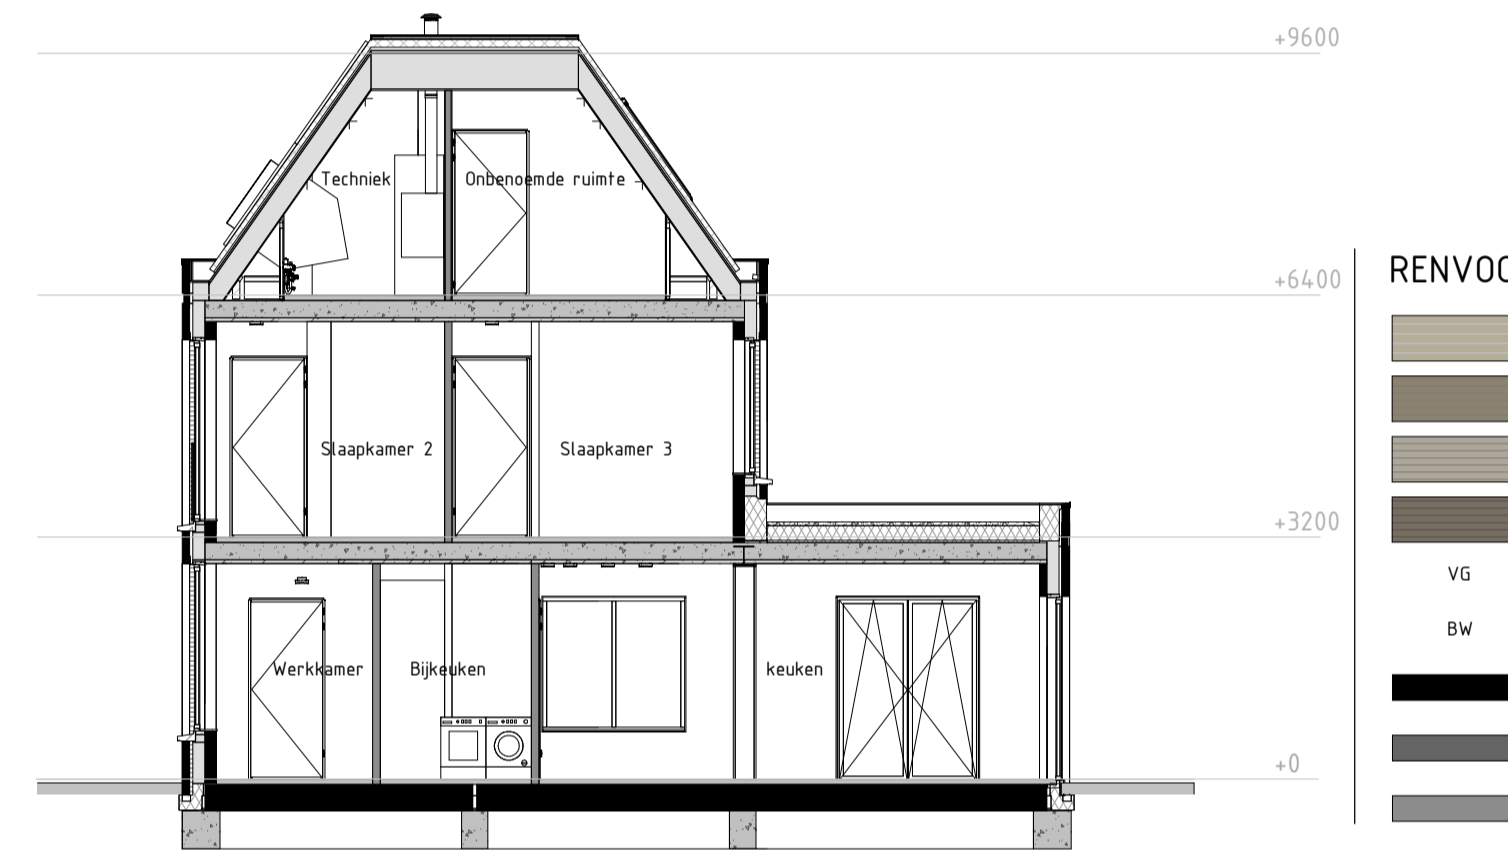 +9600
Techniek
Onbenoemde ruimte
+6400
RENVOO
Slaapkamer 2
Slaapkamer 3
+3200
VG
BW
Werkkamer
Bijkeuken
keuken
+0